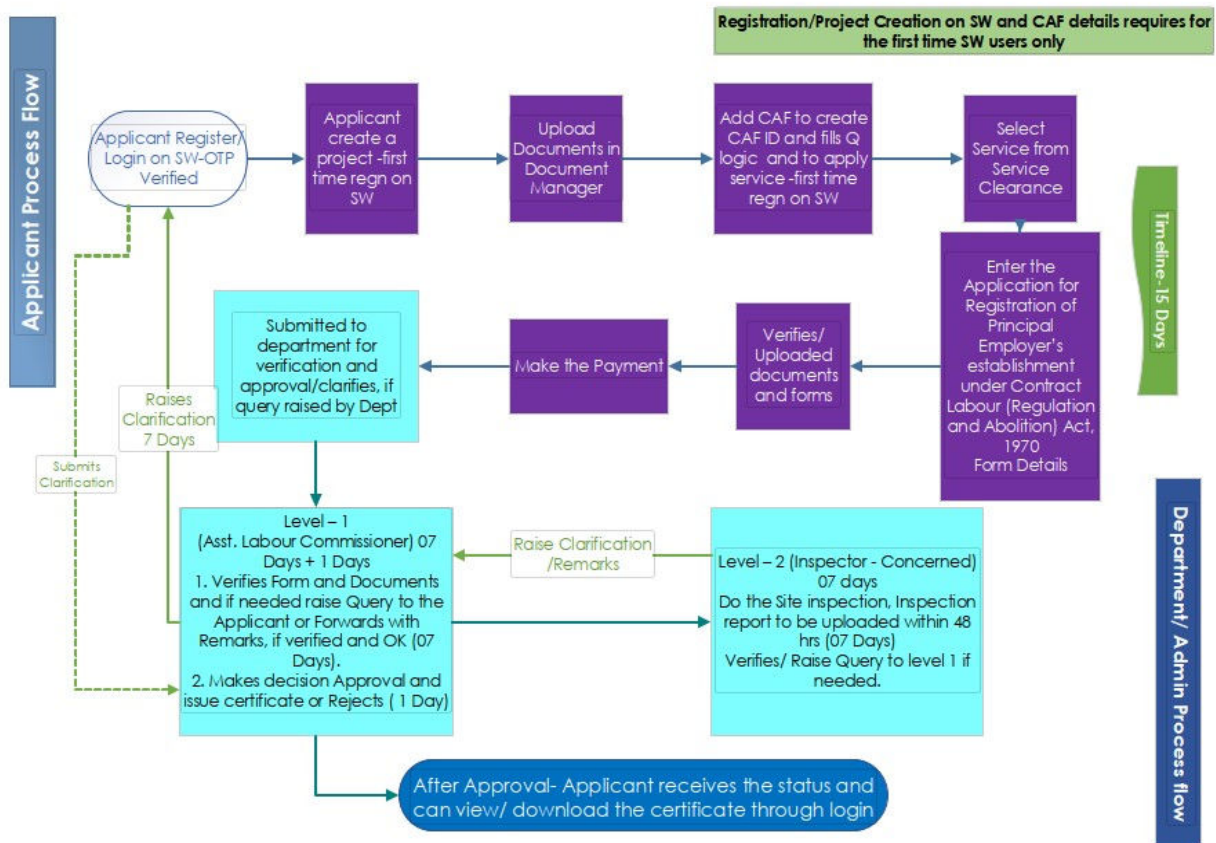 Registration/Project Creation on SW and CAF details requires for
the first time SW users only
Applicant Process Flow
Applicant Register/
Login on SW-OTP
Verified
Applicant
create a
project -first
time regn on
SW
Upload
Documents in
Document
Manager
Add CAF to create
CAF ID and fills Q
logic and to apply
service -first time
regn on SW
Select
Service from
Service
Clearance
Timeline-15 Days
Enter the
Application for
Registration of
Principal
Employer's
establishment
under Contract
Labour (Regulation
and Abolition) Act,
1970
Form Details
Verifies/
Uploaded
documents
and forms
Make the Payment
Submitted to
department for
verification and
approval/clarifies, if
query raised by Dept
Raises
Clarification
7 Days
Submits
Clarification
Level – 1
(Asst. Labour Commissioner) 07
Days + 1 Days
1. Verifies Form and Documents
and if needed raise Query to the
Applicant or Forwards with
Remarks, if verified and OK (07
Days).
2. Makes decision Approval and
issue certificate or Rejects ( 1 Day)
Raise Clarification
/Remarks
Level – 2 (Inspector - Concerned)
07 days
Do the Site inspection, Inspection
report to be uploaded within 48
hrs (07 Days)
Verifies/ Raise Query to level 1 if
needed.
Department/ Admin Process flow
After Approval- Applicant receives the status and
can view/ download the certificate through login